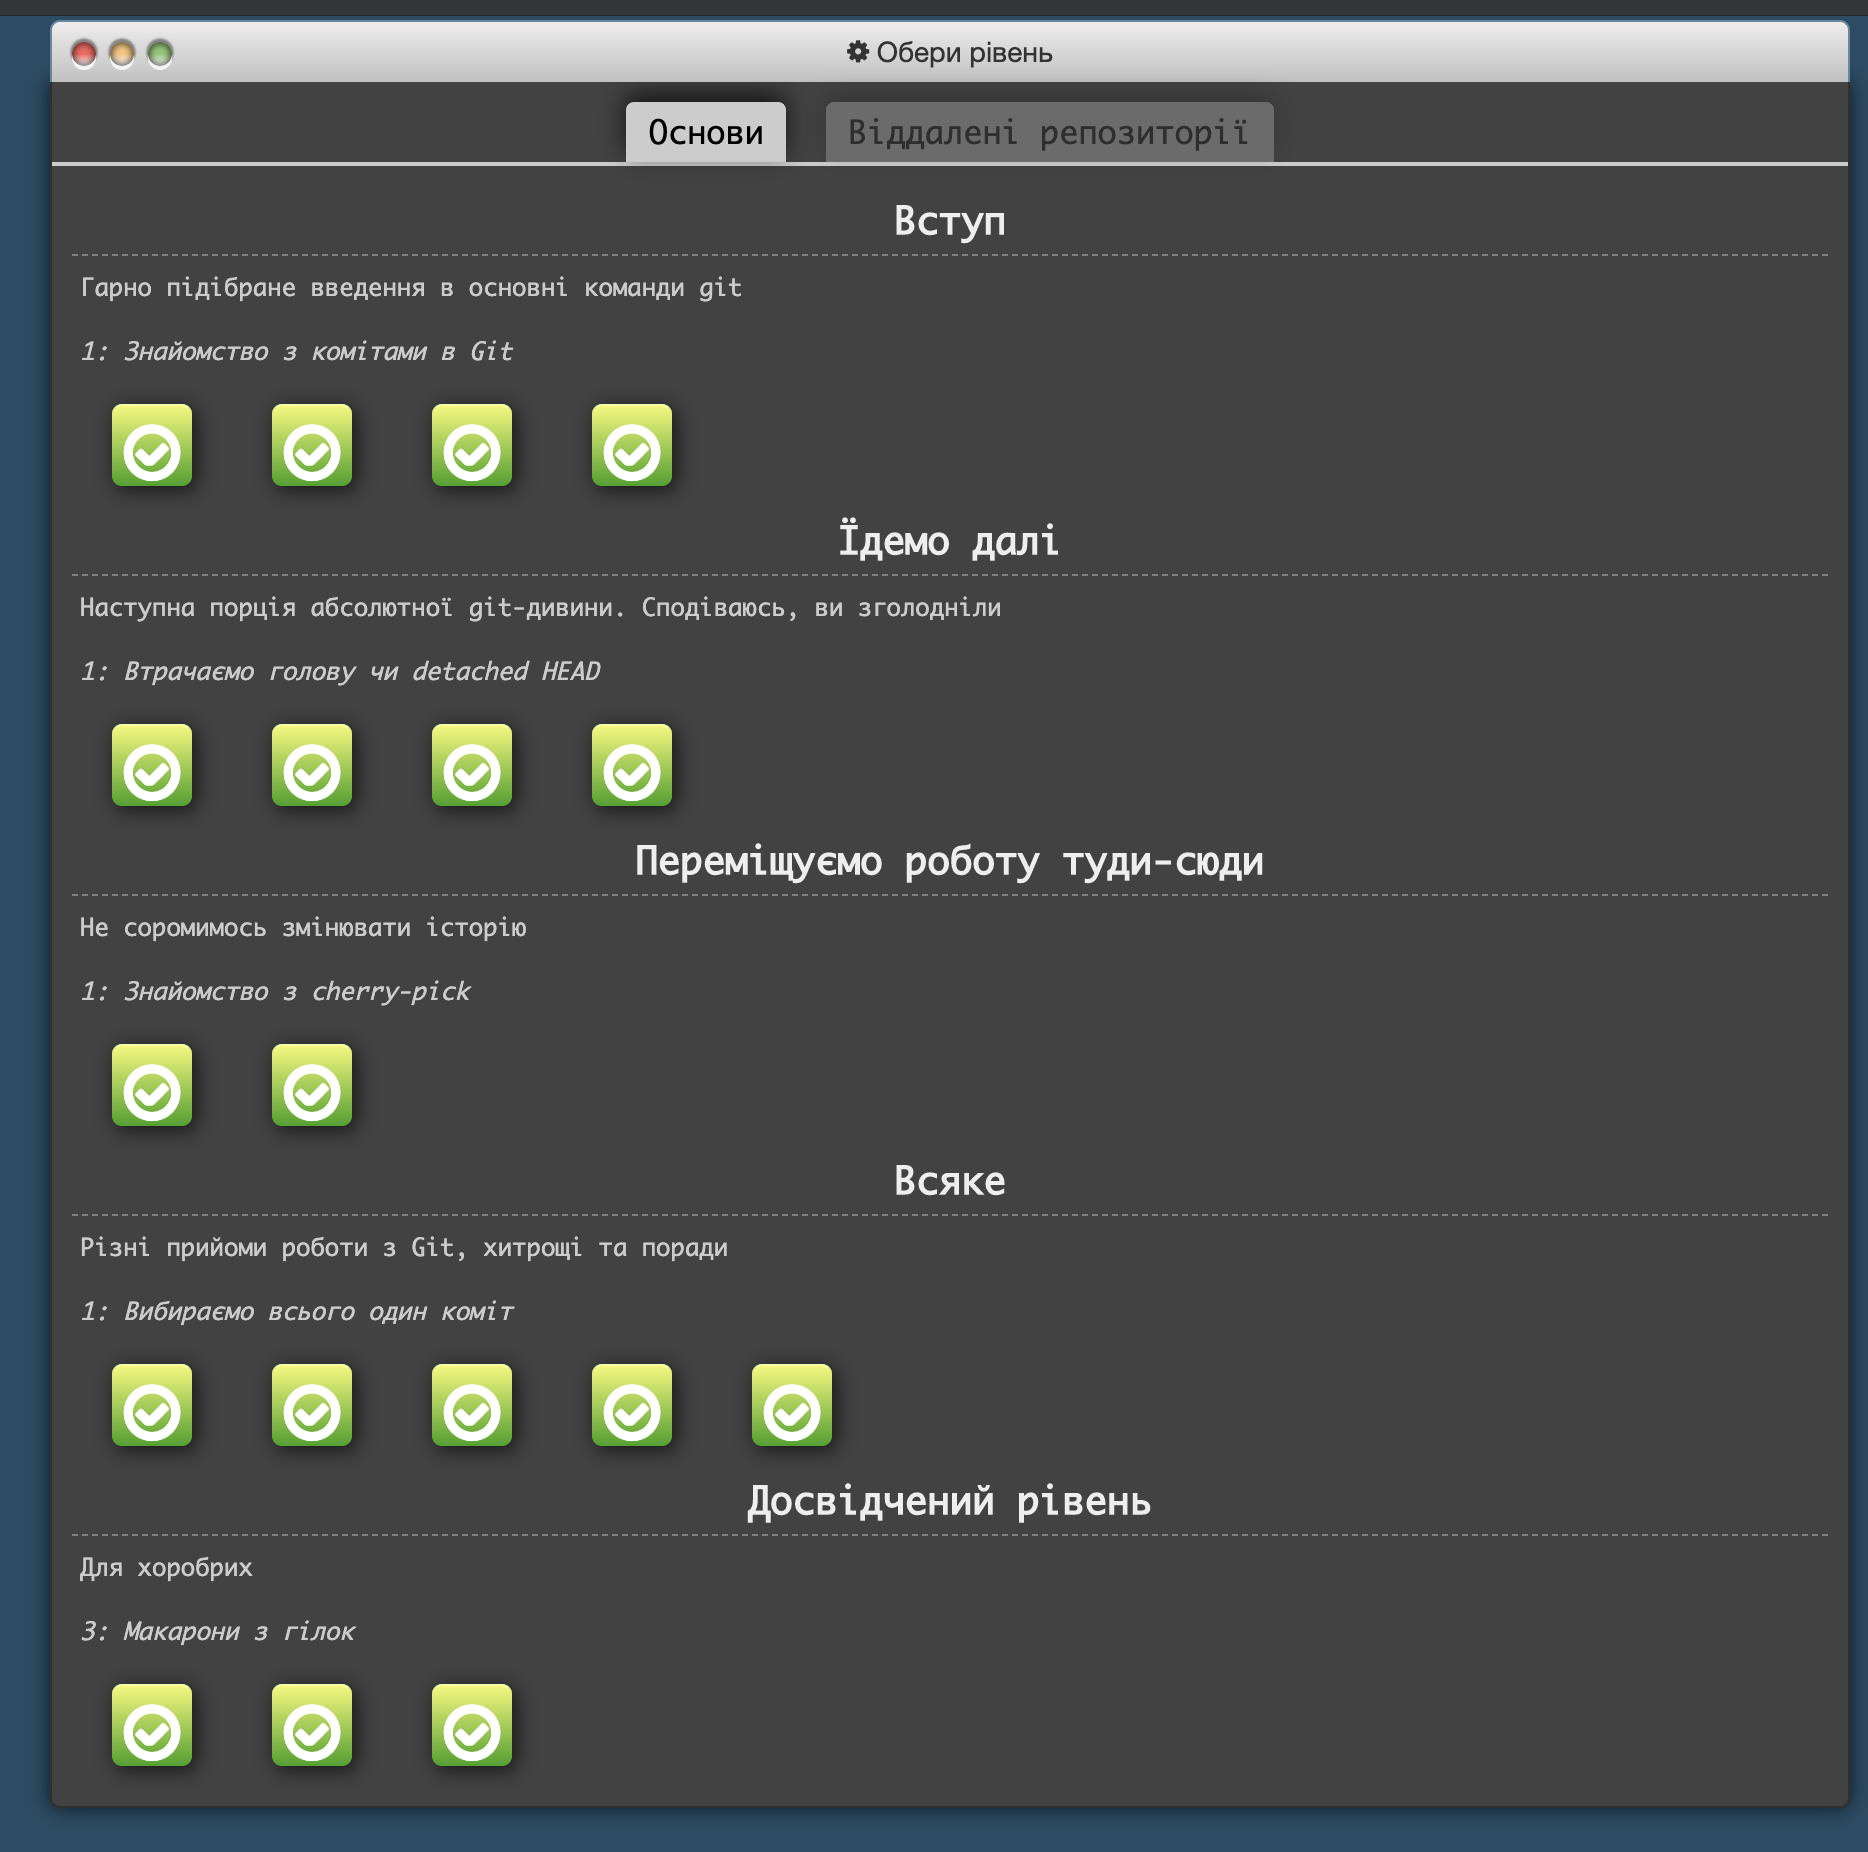 Обери рівень
Основи
Віддалені репозиторії
Вступ
Гарно підібране введення в основні команди git
1: Знайомство з комітами в Git
Їдемо далі
Наступна порція абсолютної git-дивини. Сподіваюсь, ви зголодніли
1: Втрачаємо голову чи detached HEAD
Переміщуємо роботу туди-сюди
Не соромимось змінювати історію
1: Знайомство з cherry-pick
Всяке
Різні прийоми роботи з Git, хитрощі та поради
1: Вибираємо всього один коміт
Досвідчений рівень
Для хоробрих
3: Макарони з гілок